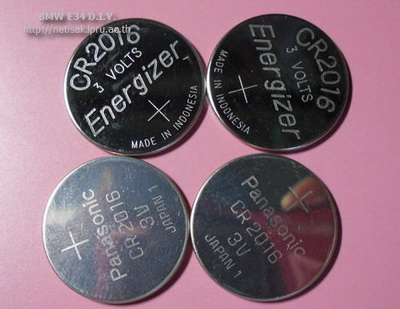 BMW E34 D.I.Y.
http://netisak.lpru.ac.th
CR2016
3 VOLTS
Energizer
MADE IN INDONESIA
CR2016
3 VOLTS
Energizer
MADE IN INDONESIA
Panasonic
CR2016
3V
JAPAN 1
Panasonic
CR2016
3V
JAPAN 1